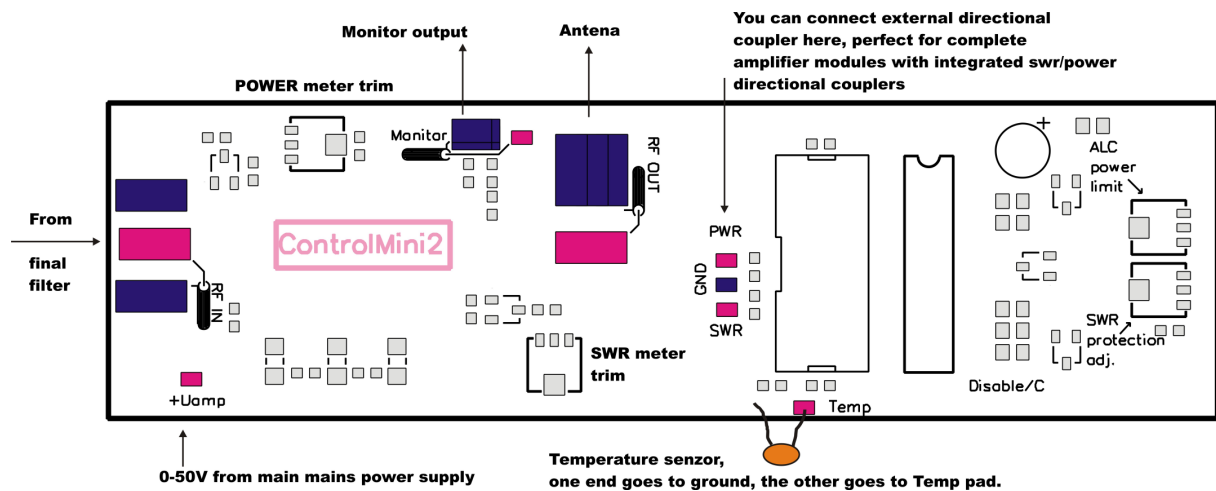 You can connect external directional
coupler here, perfect for complete
amplifier modules with integrated swr/power
directional couplers
Monitor output
Antena
POWER meter trim
Monitor
RF OUT
ALC
power
limit
From
final
filter
ControlMini2
PWR
GND
SWR
RF IN
SWR meter
trim
SWR
protection
adj.
+Uamp
Disable/C
Temp
+
0-50V from main mains power supply
Temperature senzor,
one end goes to ground, the other goes to Temp pad.